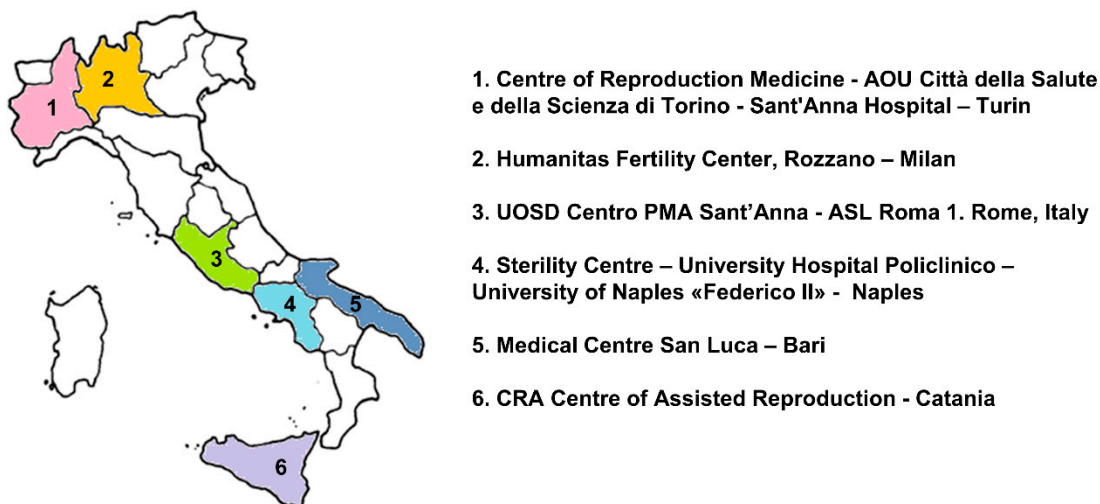 1
2
3
4
5
6
1. Centre of Reproduction Medicine - AOU Città della Salute
e della Scienza di Torino - Sant'Anna Hospital – Turin
2. Humanitas Fertility Center, Rozzano – Milan
3. UOSD Centro PMA Sant’Anna - ASL Roma 1. Rome, Italy
4. Sterility Centre – University Hospital Policlinico –
University of Naples «Federico II» - Naples
5. Medical Centre San Luca – Bari
6. CRA Centre of Assisted Reproduction - Catania